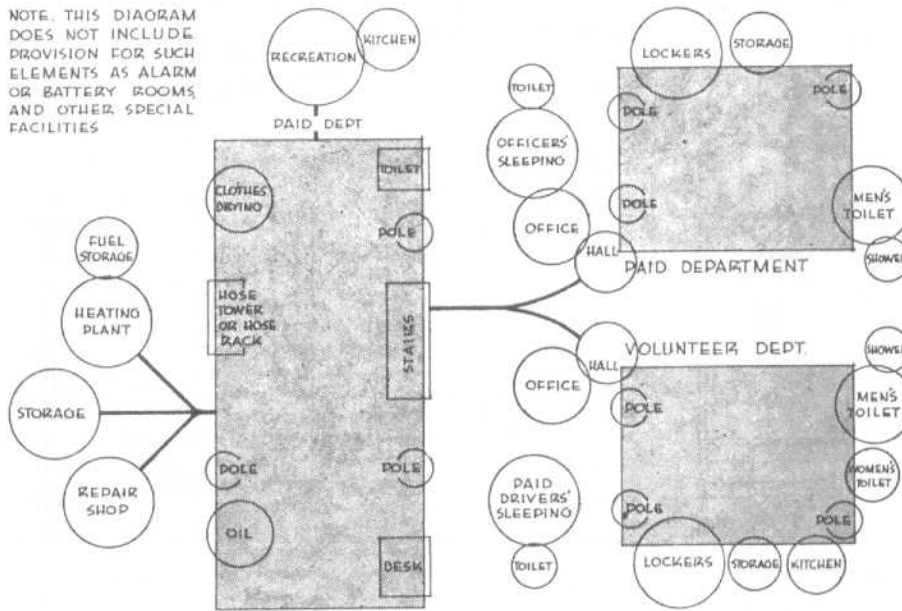 NOTE. THIS DIAGRAM
DOES NOT INCLUDE
PROVISION FOR SUCH
ELEMENTS AS ALARM
OR BATTERY ROOMS,
AND OTHER SPECIAL
FACILITIES
RECREATION
KITCHEN
PAID DEPT
CLOTHES
DRYING
TOILET
POLE
FUEL
STORAGE
HEATING
PLANT
HOSE
TOWER
OR HOSE
RACK
STAIRS
STORAGE
REPAIR
SHOP
POLE
POLE
OIL
DESK
LOCKERS
STORAGE
TOILET
POLE
POLE
OFFICERS'
SLEEPING
POLE
MEN'S
TOILET
OFFICE
HALL
SHOWER
PAID DEPARTMENT
VOLUNTEER DEPT.
SHOWER
HALL
OFFICE
POLE
MEN'S
TOILET
WOMEN'S
TOILET
PAID
DRIVERS'
SLEEPING
POLE
POLE
TOILET
LOCKERS
STORAGE
KITCHEN